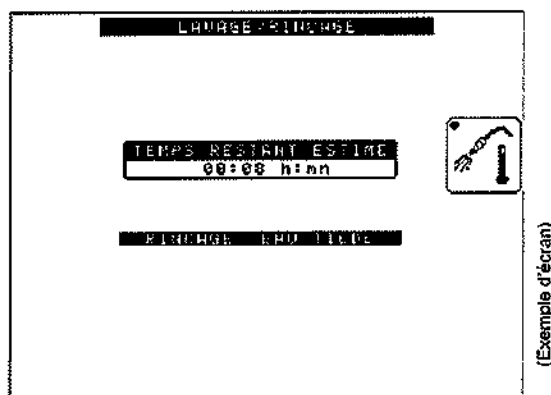 LAVAGE/RINCAGE
TEMPS RESTANT ESTIME
00:08 h:mn
RINCAGE EAU TIEDE
(Exemple d'écran)